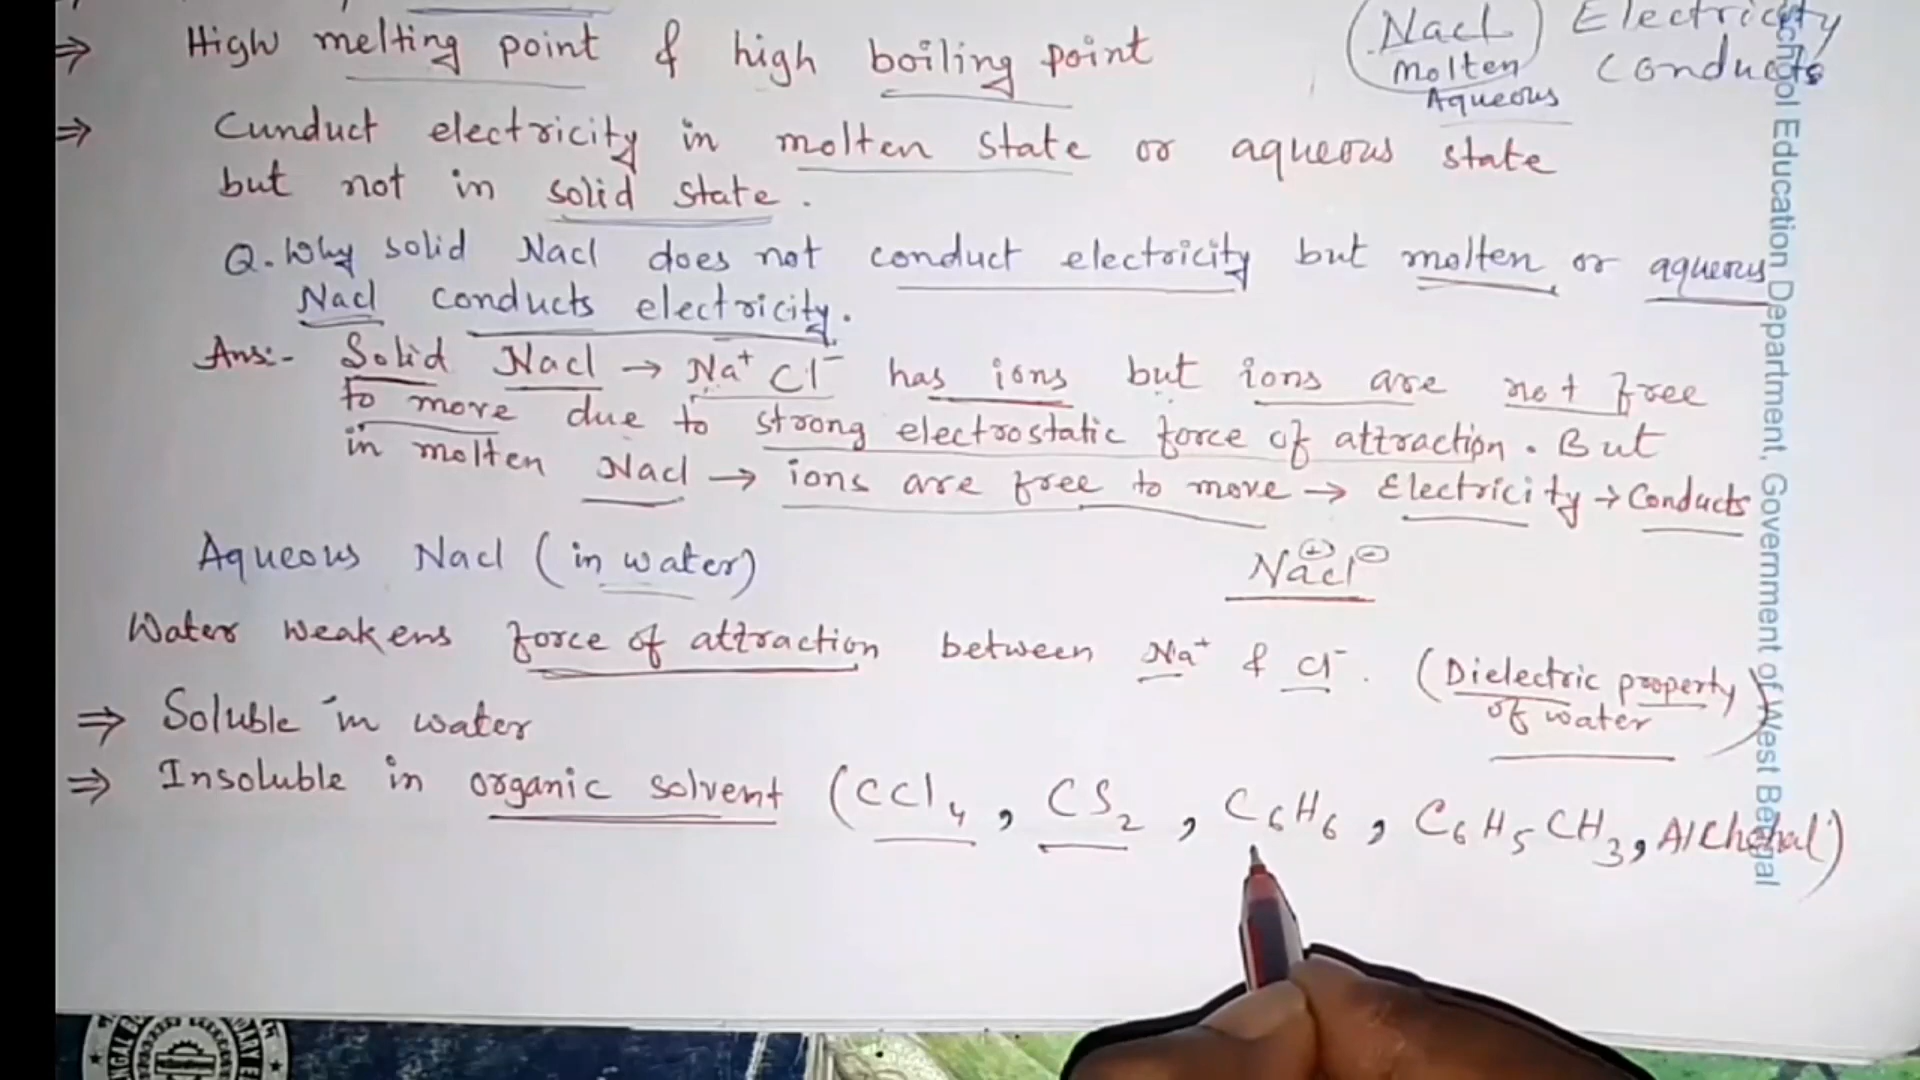 Nacl Electricity
molten conducts
Aqueous
⇒ High melting point & high boiling point
⇒ Cunduct electricity in molten state or aqueous state
but not in solid state.
Q. Why solid Nacl does not conduct electricity but molten or aqueous
Nacl conducts electricity.
Ans:- Solid Nacl → Na⁺ Cl⁻ has ions but ions are not free
to more due to strong electrostatic force of attraction. But
in molten Nacl → ions are free to move → Electricity → Conducts
Aqueous Nacl (in water)
Na⊕cl⊖
Water weakens force of attraction between Na⁺ & Cl⁻. (Dielectric property
of water)
⇒ Soluble in water
⇒ Insoluble in organic solvent (CCl₄, CS₂, C₆H₆, C₆H₅CH₃, Alchohal)
School Education Department, Government of West Bengal